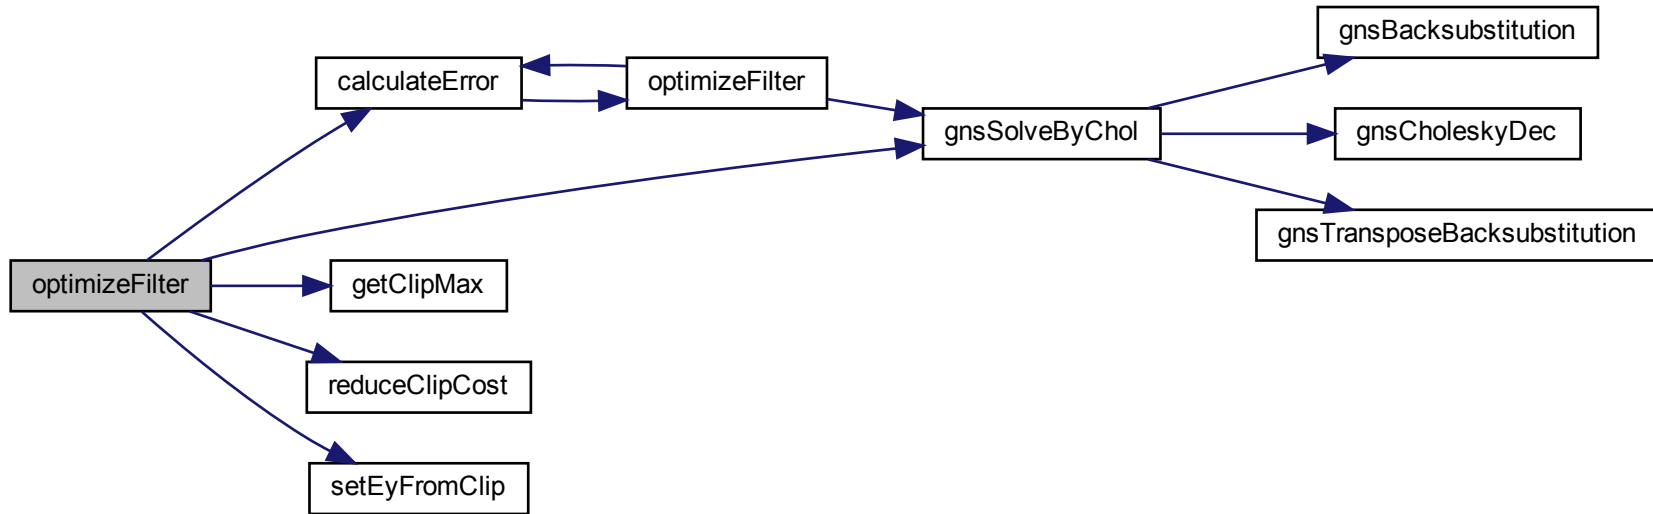 gnsBacksubstitution
calculateError
optimizeFilter
gnsSolveByChol
gnsCholeskyDec
gnsTransposeBacksubstitution
optimizeFilter
getClipMax
reduceClipCost
setEyFromClip